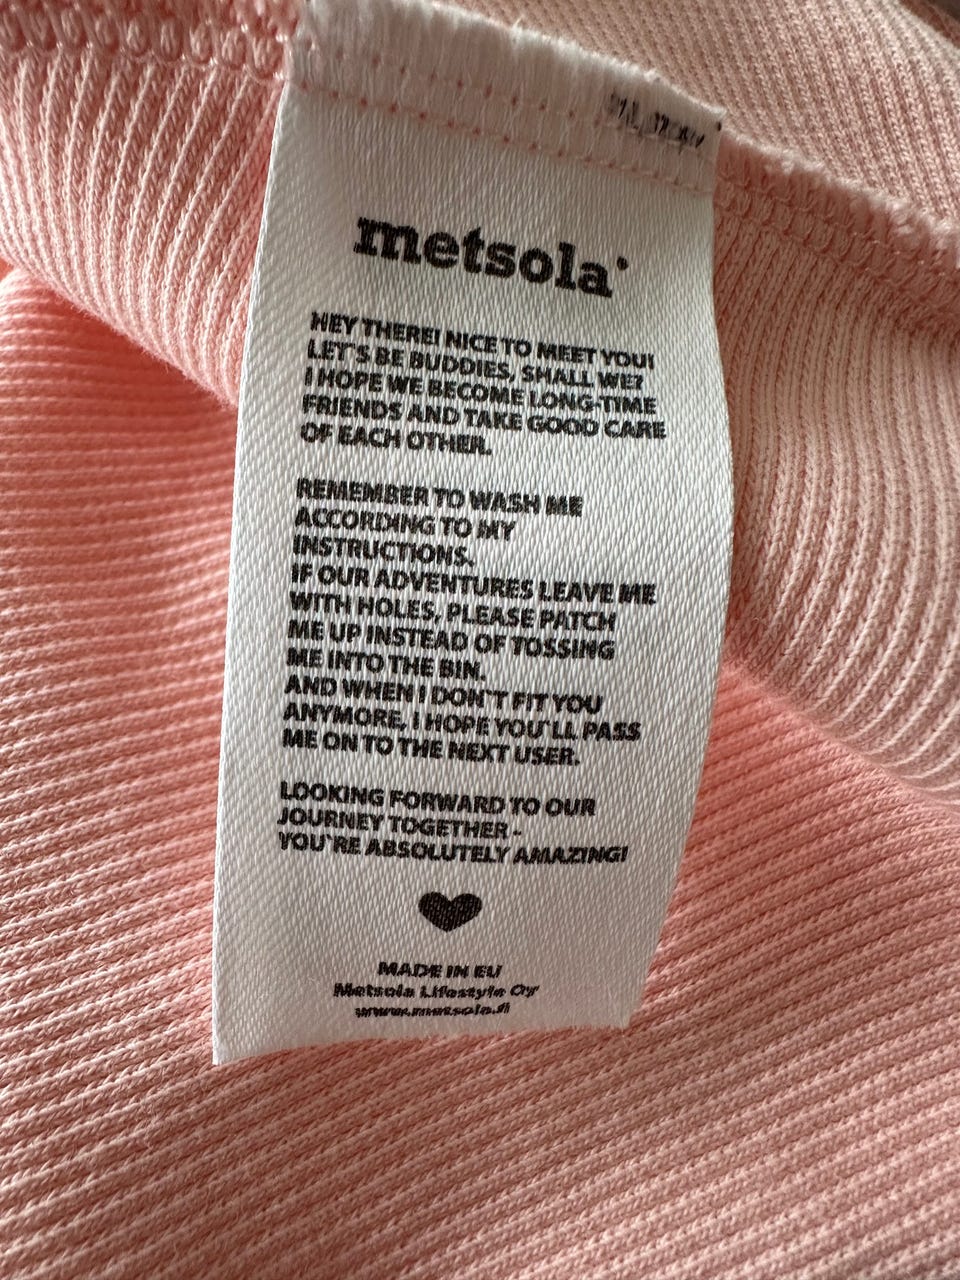 metsola
HEY THERE! NICE TO MEET YOU!
LET'S BE BUDDIES, SHALL WE?
I HOPE WE BECOME LONG-TIME
FRIENDS AND TAKE GOOD CARE
OF EACH OTHER.
REMEMBER TO WASH ME
ACCORDING TO MY
INSTRUCTIONS.
IF OUR ADVENTURES LEAVE ME
WITH HOLES, PLEASE PATCH
ME UP INSTEAD OF TOSSING
ME INTO THE BIN.
AND WHEN I DON'T FIT YOU
ANYMORE, I HOPE YOU'LL PASS
ME ON TO THE NEXT USER.
LOOKING FORWARD TO OUR
JOURNEY TOGETHER -
YOU'RE ABSOLUTELY AMAZING!
MADE IN EU
Metsola Lifestyle Oy
www.metsola.fi